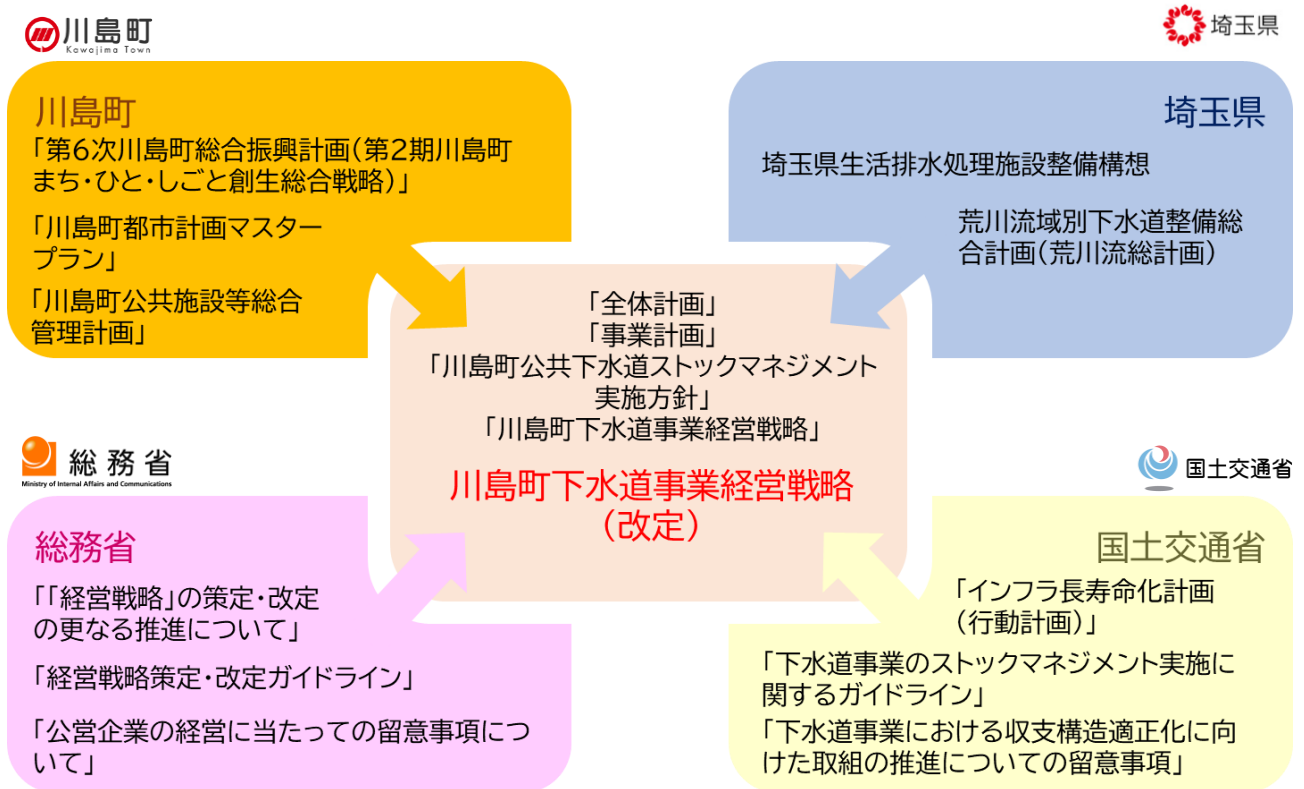 川島町
Kawajima Town
埼玉県
川島町
「第6次川島町総合振興計画(第2期川島町
まち・ひと・しごと創生総合戦略)」
「川島町都市計画マスター
プラン」
「川島町公共施設等総合
管理計画」
埼玉県
埼玉県生活排水処理施設整備構想
荒川流域別下水道整備総
合計画(荒川流総計画)
「全体計画」
「事業計画」
「川島町公共下水道ストックマネジメント
実施方針」
「川島町下水道事業経営戦略」
川島町下水道事業経営戦略
(改定)
総務省
Ministry of Internal Affairs and Communications
国土交通省
総務省
「「経営戦略」の策定・改定
の更なる推進について」
「経営戦略策定・改定ガイドライン」
「公営企業の経営に当たっての留意事項につ
いて」
国土交通省
「インフラ長寿命化計画
(行動計画)」
「下水道事業のストックマネジメント実施に
関するガイドライン」
「下水道事業における収支構造適正化に向
けた取組の推進についての留意事項」